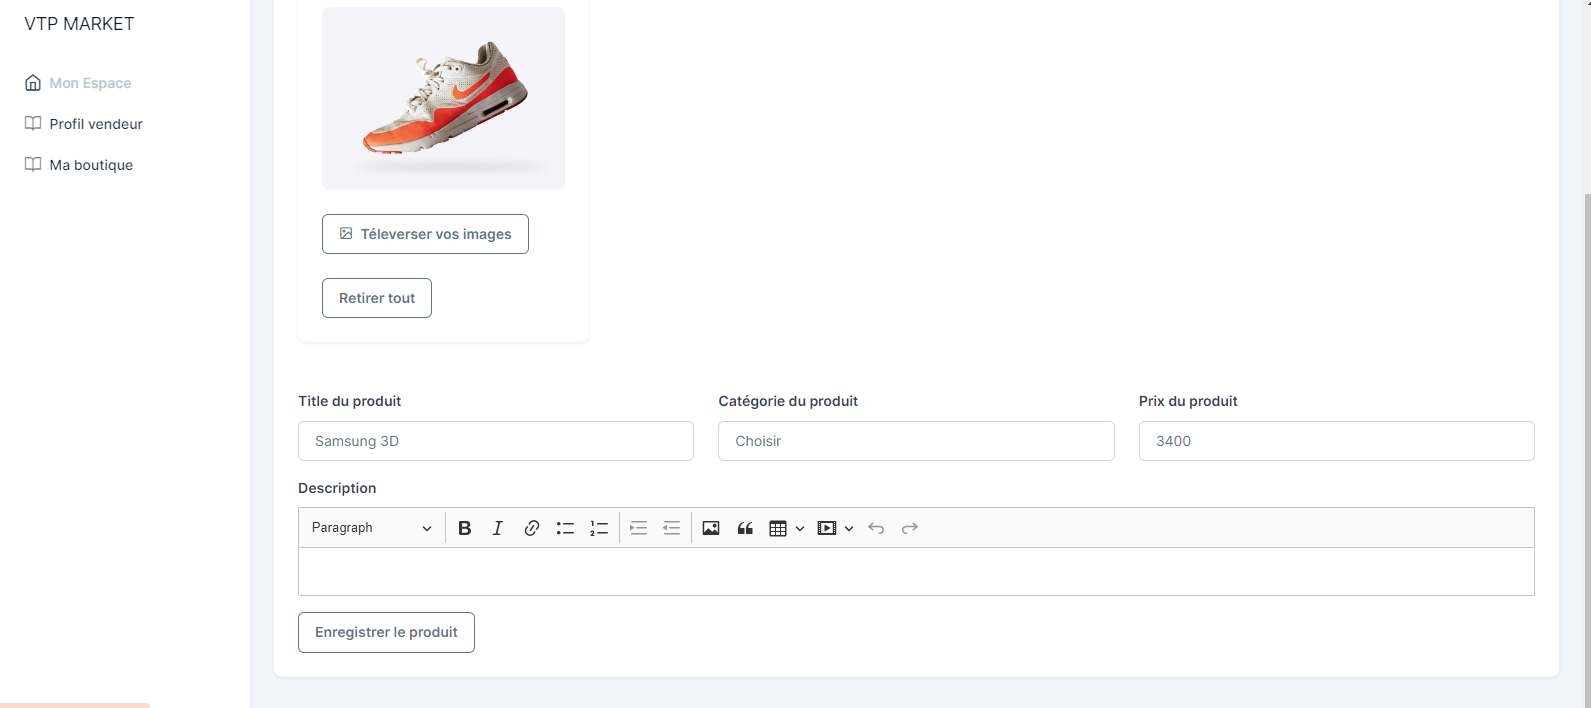 VTP MARKET
Mon Espace
Profil vendeur
Ma boutique
Téleverser vos images
Retirer tout
Title du produit
Catégorie du produit
Prix du produit
Samsung 3D
Choisir
3400
Description
Paragraph
Enregistrer le produit